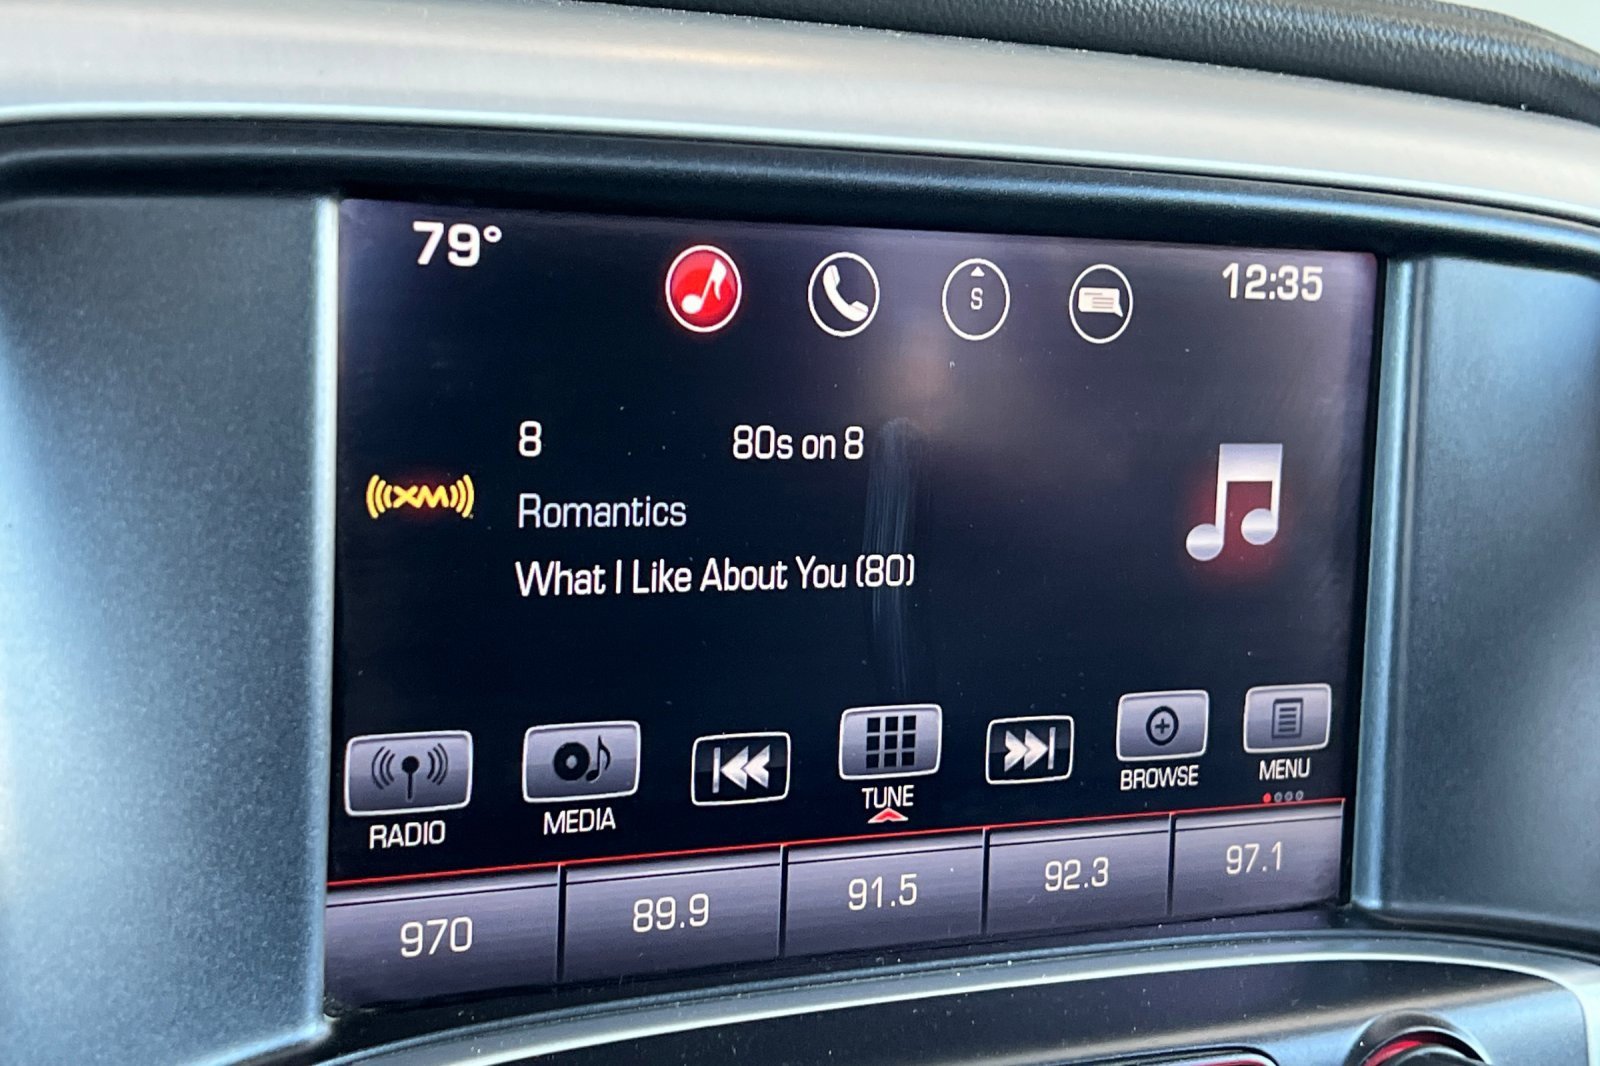 79°
S
12:35
8 80s on 8
XM
Romantics
What I Like About You (80)
RADIO
MEDIA
TUNE
BROWSE
MENU
970
89.9
91.5
92.3
97.1